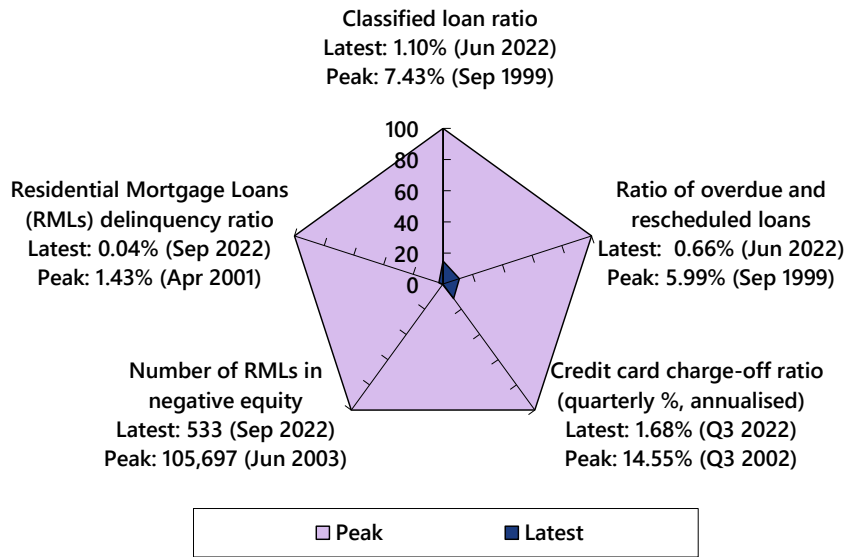 Classified loan ratio
Latest: 1.10% (Jun 2022)
Peak: 7.43% (Sep 1999)
100
80
60
40
20
0
Residential Mortgage Loans
(RMLs) delinquency ratio
Latest: 0.04% (Sep 2022)
Peak: 1.43% (Apr 2001)
Ratio of overdue and
rescheduled loans
Latest: 0.66% (Jun 2022)
Peak: 5.99% (Sep 1999)
Number of RMLs in
negative equity
Latest: 533 (Sep 2022)
Peak: 105,697 (Jun 2003)
Credit card charge-off ratio
(quarterly %, annualised)
Latest: 1.68% (Q3 2022)
Peak: 14.55% (Q3 2002)
Peak
Latest